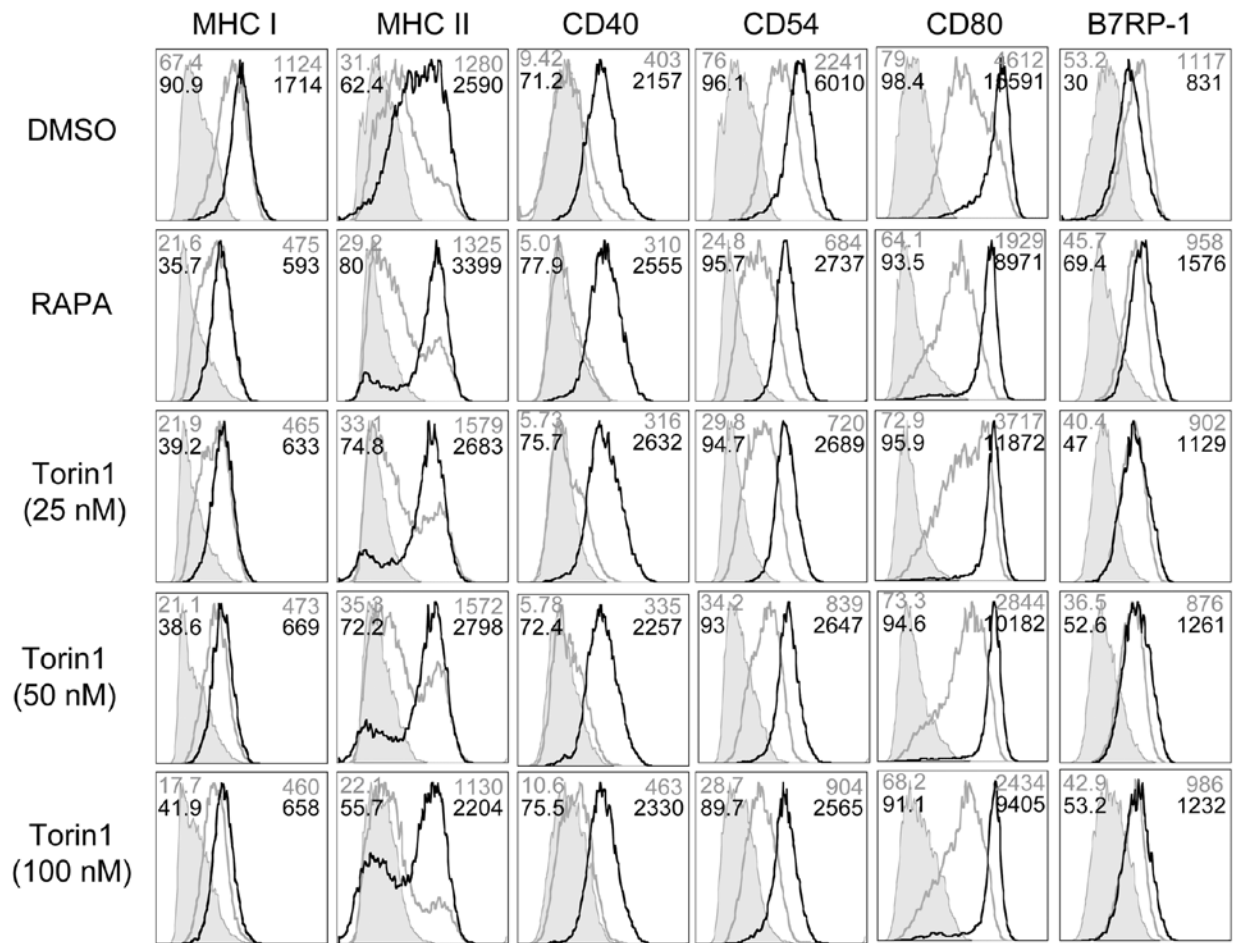 MHC I MHC II CD40 CD54 CD80 B7RP-1
67.4 1124 1280 9.42 403 76 2241 79 4612 53.2 1117
90.9 1714 62.4 2590 71.2 2157 96.1 6010 98.4 30 831
DMSO
21.6 475 29.2 1325 5.01 310 24.8 684 64.1 1929 45.7 958
35.7 593 80 3399 77.9 2555 95.7 2737 93.5 8971 69.4 1576
RAPA
21.9 465 33.1 1579 5.73 316 29.8 720 72.9 3717 40.4 902
39.2 633 74.8 2683 75.7 2632 94.7 2689 95.9 11872 47 1129
Torin1
(25 nM)
21.1 473 35.3 1572 5.78 335 34.2 839 73.3 2844 36.5 876
38.6 669 72.2 2798 72.4 2257 93 2647 94.6 10182 52.6 1261
Torin1
(50 nM)
17.7 460 22.1 1130 10.6 463 28.7 904 68.2 2434 42.9 986
41.9 658 55.7 2204 75.5 2330 89.7 2565 91.1 9405 53.2 1232
Torin1
(100 nM)